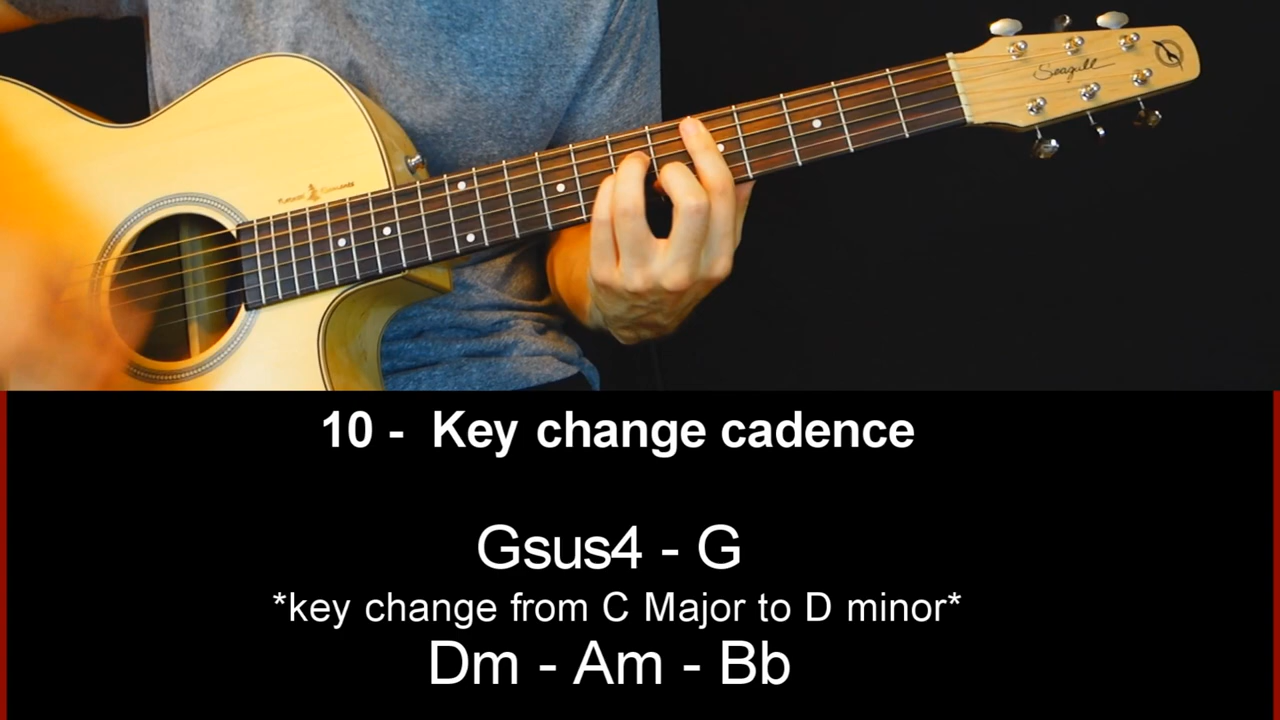 Seagull
10 - Key change cadence
Gsus4 - G
*key change from C Major to D minor*
Dm - Am - Bb